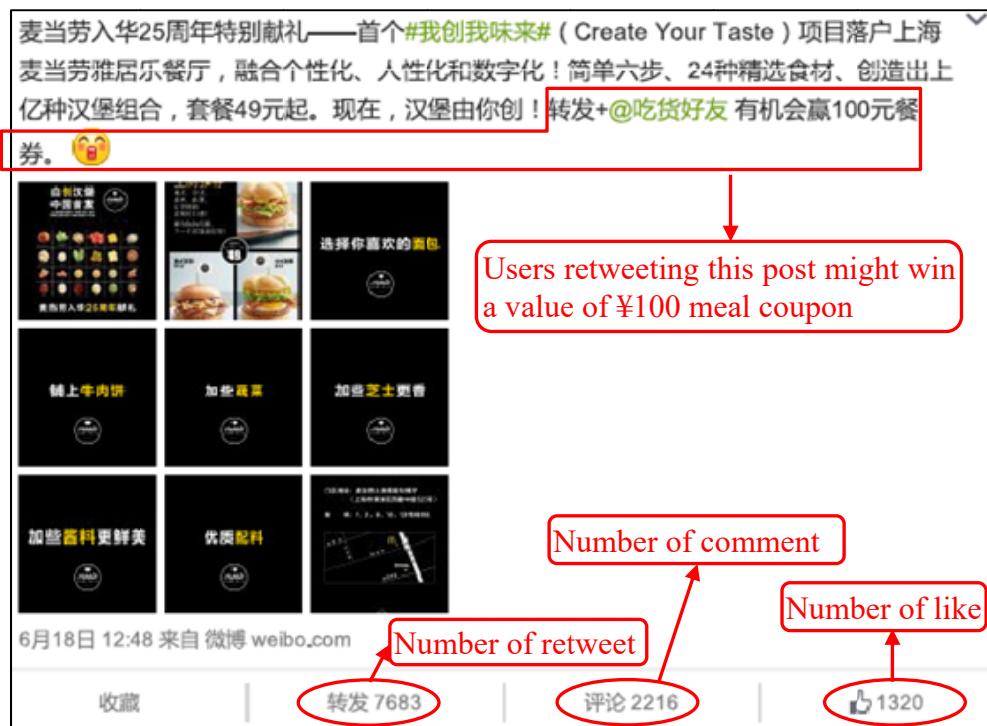 麦当劳入华25周年特别献礼——首个#我创我味来#（Create Your Taste）项目落户上海
麦当劳雅居乐餐厅，融合个性化、人性化和数字化！简单六步、24种精选食材、创造出上
亿种汉堡组合，套餐49元起。现在，汉堡由你创！转发+@吃货好友 有机会赢100元餐
券。
由创汉堡
中国首发
麦当劳入华25周年献礼
选择你喜欢的面包
Users retweeting this post might win
a value of ¥100 meal coupon
铺上牛肉饼
加些蔬菜
加些芝士更香
加些酱料更鲜美
优质配料
Number of comment
Number of like
Number of retweet
6月18日 12:48 来自 微博 weibo.com
收藏
转发 7683
评论 2216
1320